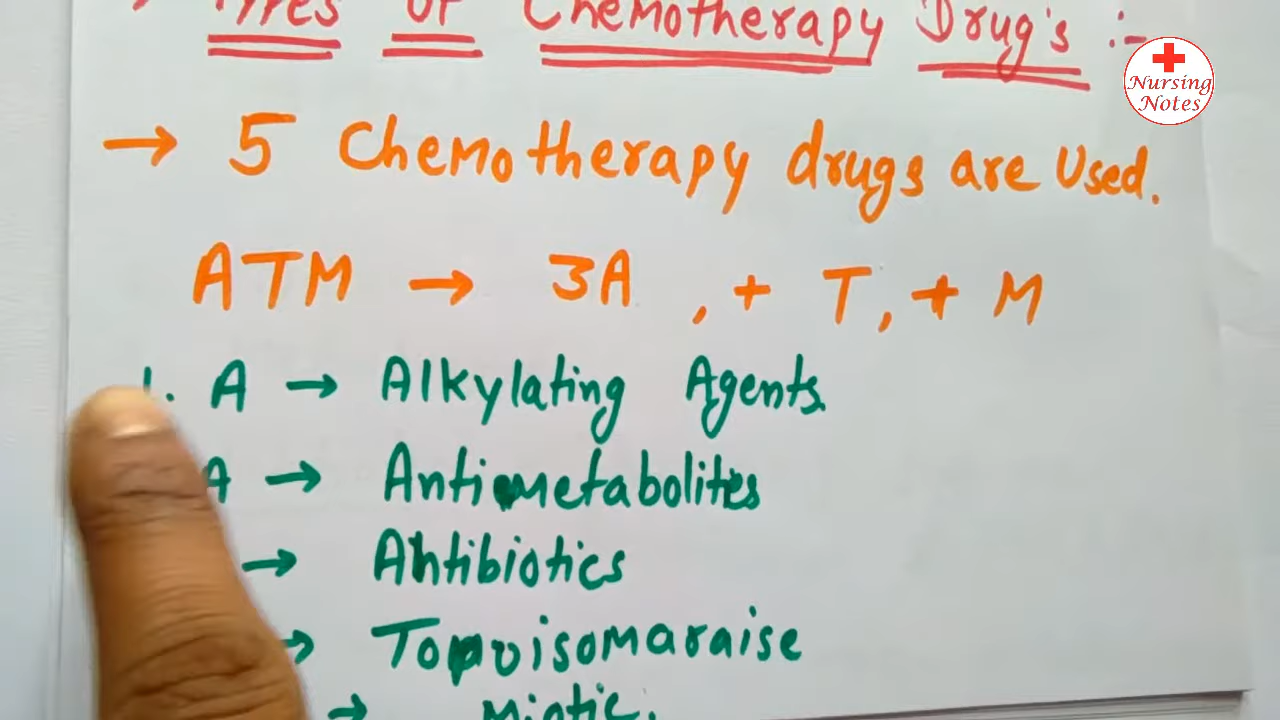 Types Of Chemotherapy Drug's :-
Nursing
Notes
→ 5 Chemotherapy drugs are Used.
ATM → 3A , + T, + M
1. A → Alkylating Agents.
A → Antimetabolites
→ Antibiotics
→ Topoisomaraise
→ Miotic.